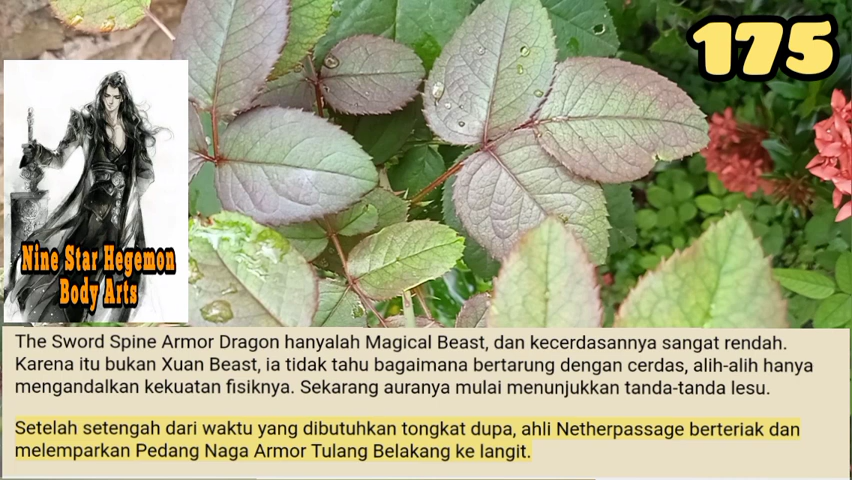 175
Nine Star Hegemon
Body Arts
The Sword Spine Armor Dragon hanyalah Magical Beast, dan kecerdasannya sangat rendah.
Karena itu bukan Xuan Beast, ia tidak tahu bagaimana bertarung dengan cerdas, alih-alih hanya
mengandalkan kekuatan fisiknya. Sekarang auranya mulai menunjukkan tanda-tanda lesu.
Setelah setengah dari waktu yang dibutuhkan tongkat dupa, ahli Netherpassage berteriak dan
melemparkan Pedang Naga Armor Tulang Belakang ke langit.